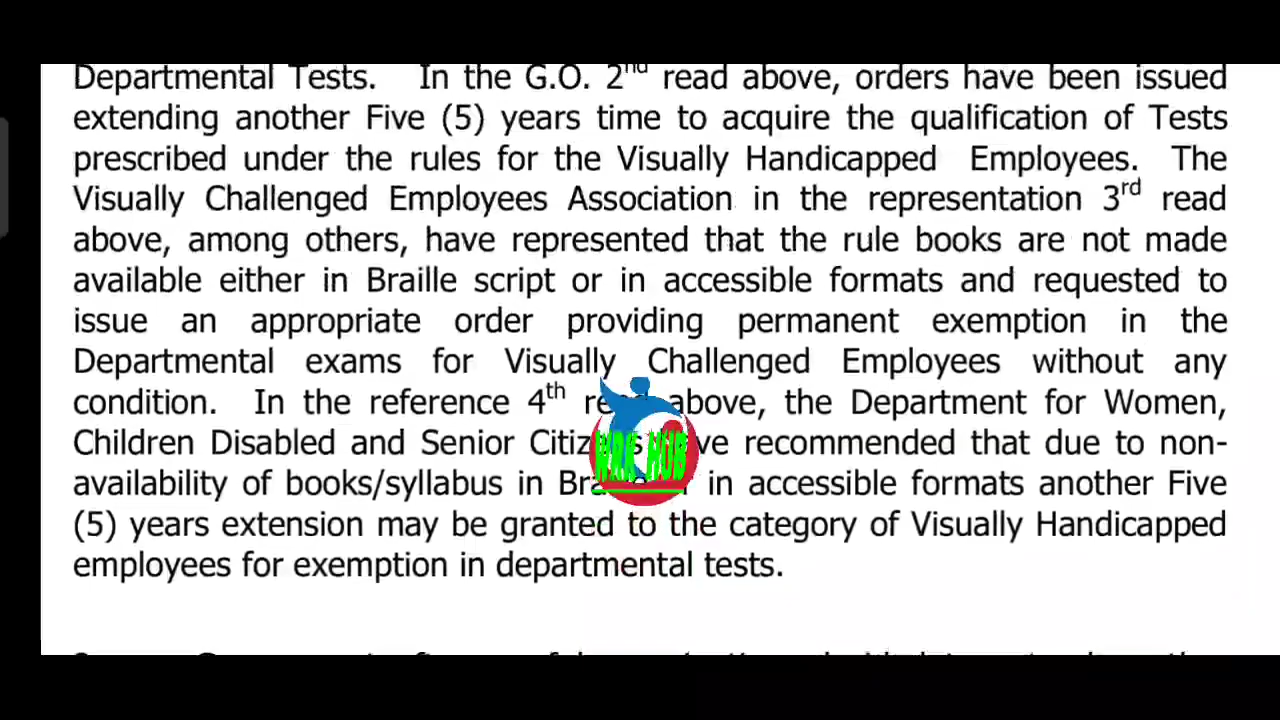 Departmental Tests. In the G.O. 2nd read above, orders have been issued
extending another Five (5) years time to acquire the qualification of Tests
prescribed under the rules for the Visually Handicapped Employees. The
Visually Challenged Employees Association in the representation 3rd read
above, among others, have represented that the rule books are not made
available either in Braille script or in accessible formats and requested to
issue an appropriate order providing permanent exemption in the
Departmental exams for Visually Challenged Employees without any
condition. In the reference 4th read above, the Department for Women,
Children Disabled and Senior Citizens have recommended that due to non-
WRK HUB
availability of books/syllabus in Braille in accessible formats another Five
(5) years extension may be granted to the category of Visually Handicapped
employees for exemption in departmental tests.